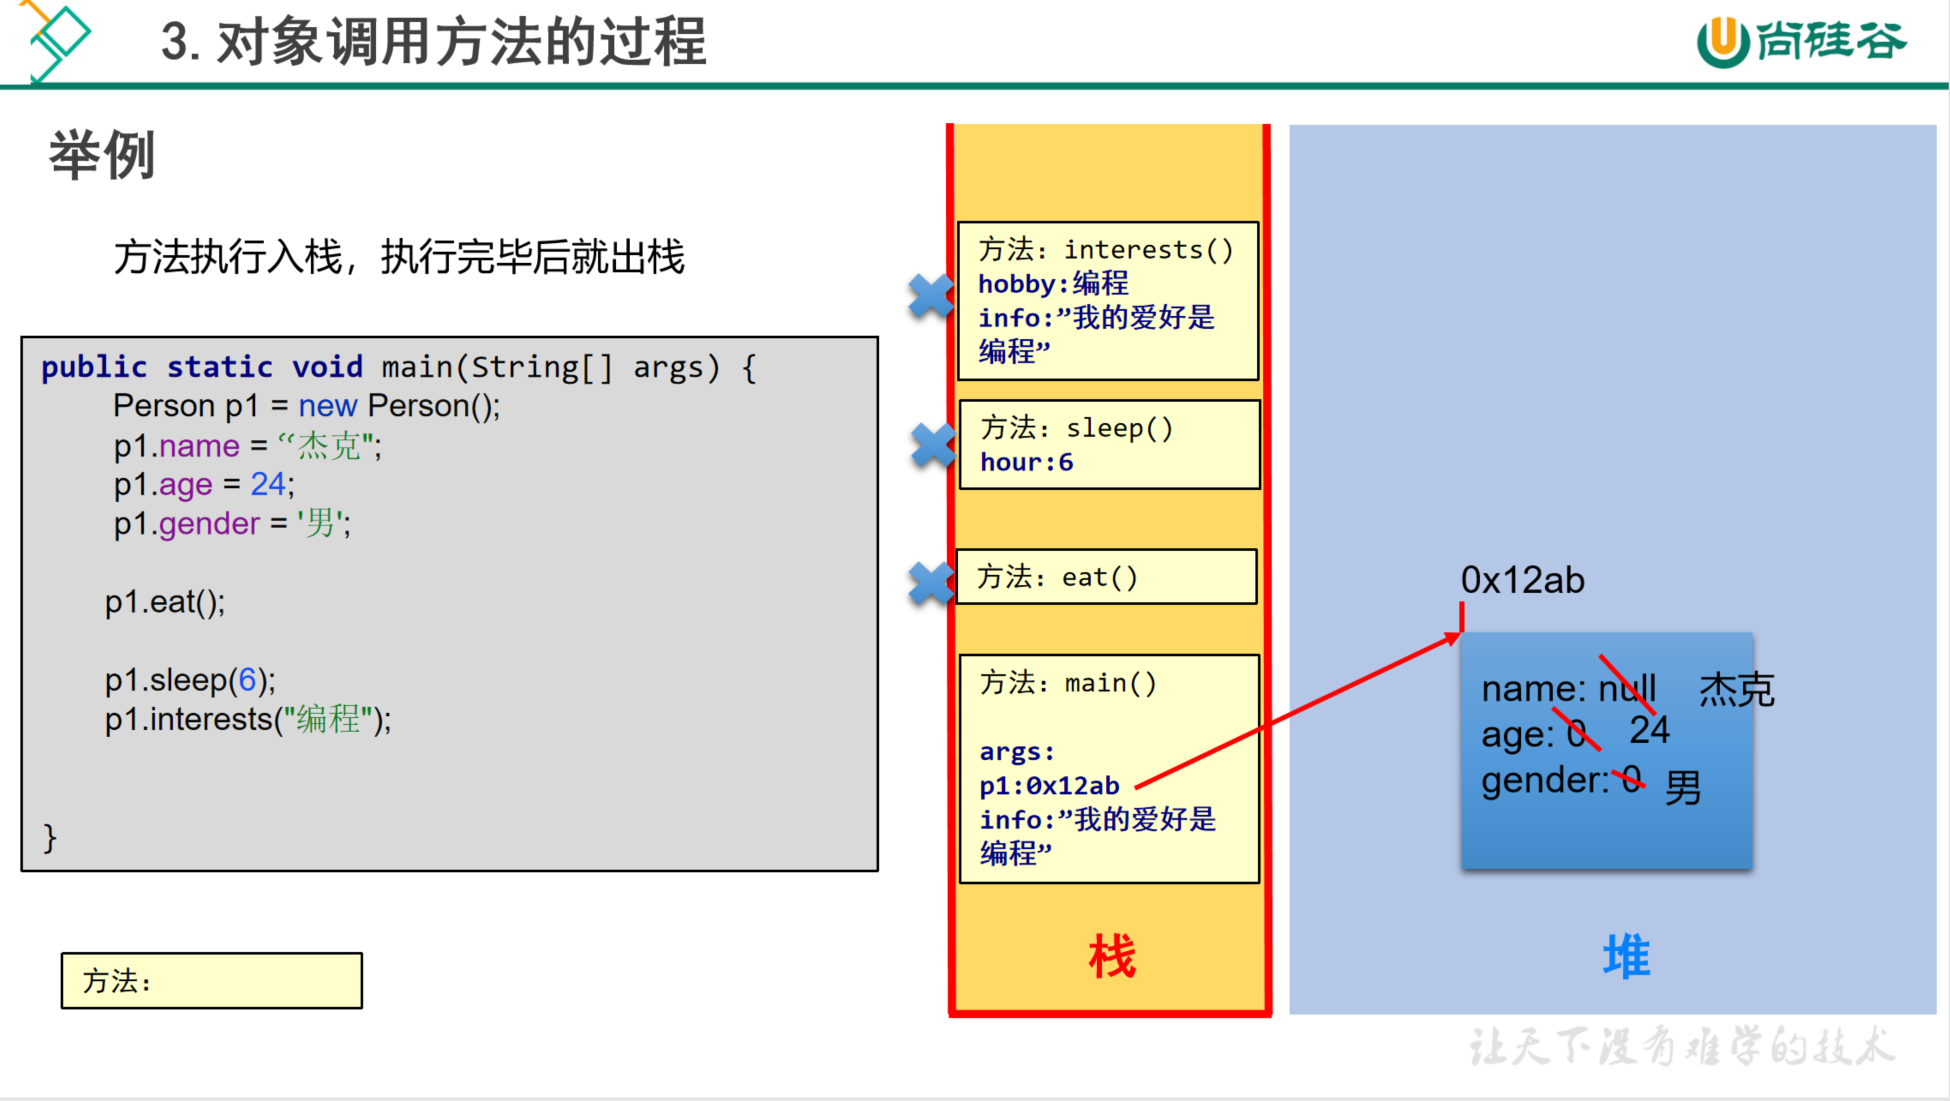 3. 对象调用方法的过程
尚硅谷
举例
方法执行入栈，执行完毕后就出栈
public static void main(String[] args) {
Person p1 = new Person();
p1.name = “杰克";
p1.age = 24;
p1.gender = '男';
p1.eat();
p1.sleep(6);
p1.interests("编程");
}
方法：
方法：interests()
hobby:编程
info:”我的爱好是
编程”
方法：sleep()
hour:6
方法：eat()
方法：main()
args:
p1:0x12ab
info:”我的爱好是
编程”
栈
0x12ab
name: null 杰克
age: 0 24
gender: 0 男
堆
让天下没有难学的技术